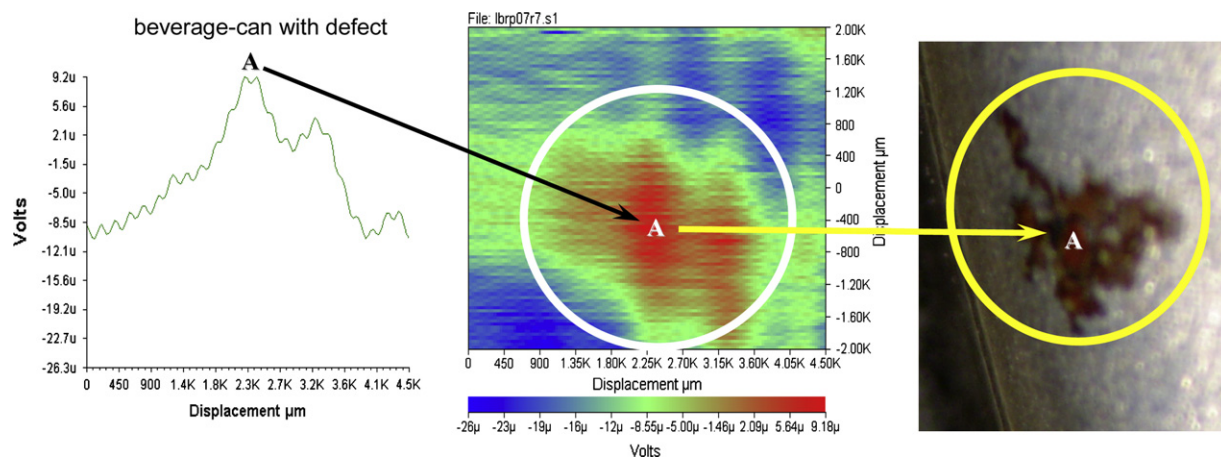 beverage-can with defect
A
9.2u
5.6u
2.1u
-1.5u
-5.0u
-8.5u
-12.1u
-15.6u
-19.2u
-22.7u
-26.3u
Volts
0 450 900 1.4K 1.8K 2.3K 2.7K 3.2K 3.6K 4.1K 4.5K
Displacement µm
File: lbrp07r7.s1
2.00K
1.60K
1.20K
800
400
0
-400
-800
-1.20K
-1.60K
-2.00K
Displacement µm
A
0 450 900 1.35K 1.80K 2.25K 2.70K 3.15K 3.60K 4.05K 4.50K
Displacement µm
-26µ -23µ -19µ -16µ -12µ -8.55µ -5.00µ -1.46µ 2.09µ 5.64µ 9.18µ
Volts
A